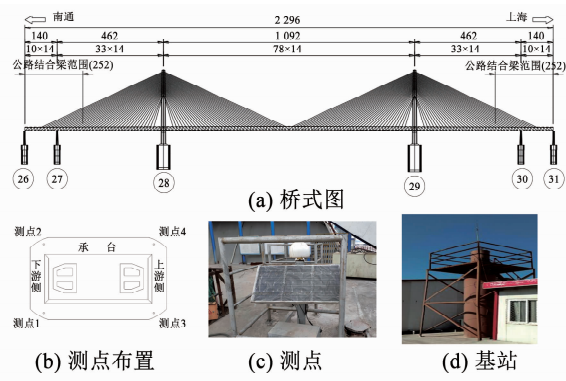 南通 上海
2 296
140 462 1 092 462 140
10×14 33×14 78×14 33×14 10×14
公路结合梁范围(252) 公路结合梁范围(252)
26 27 28 29 30 31
(a) 桥式图
测点2 测点4
承台
下游侧 上游侧
测点1 测点3
(b) 测点布置 (c) 测点 (d) 基站